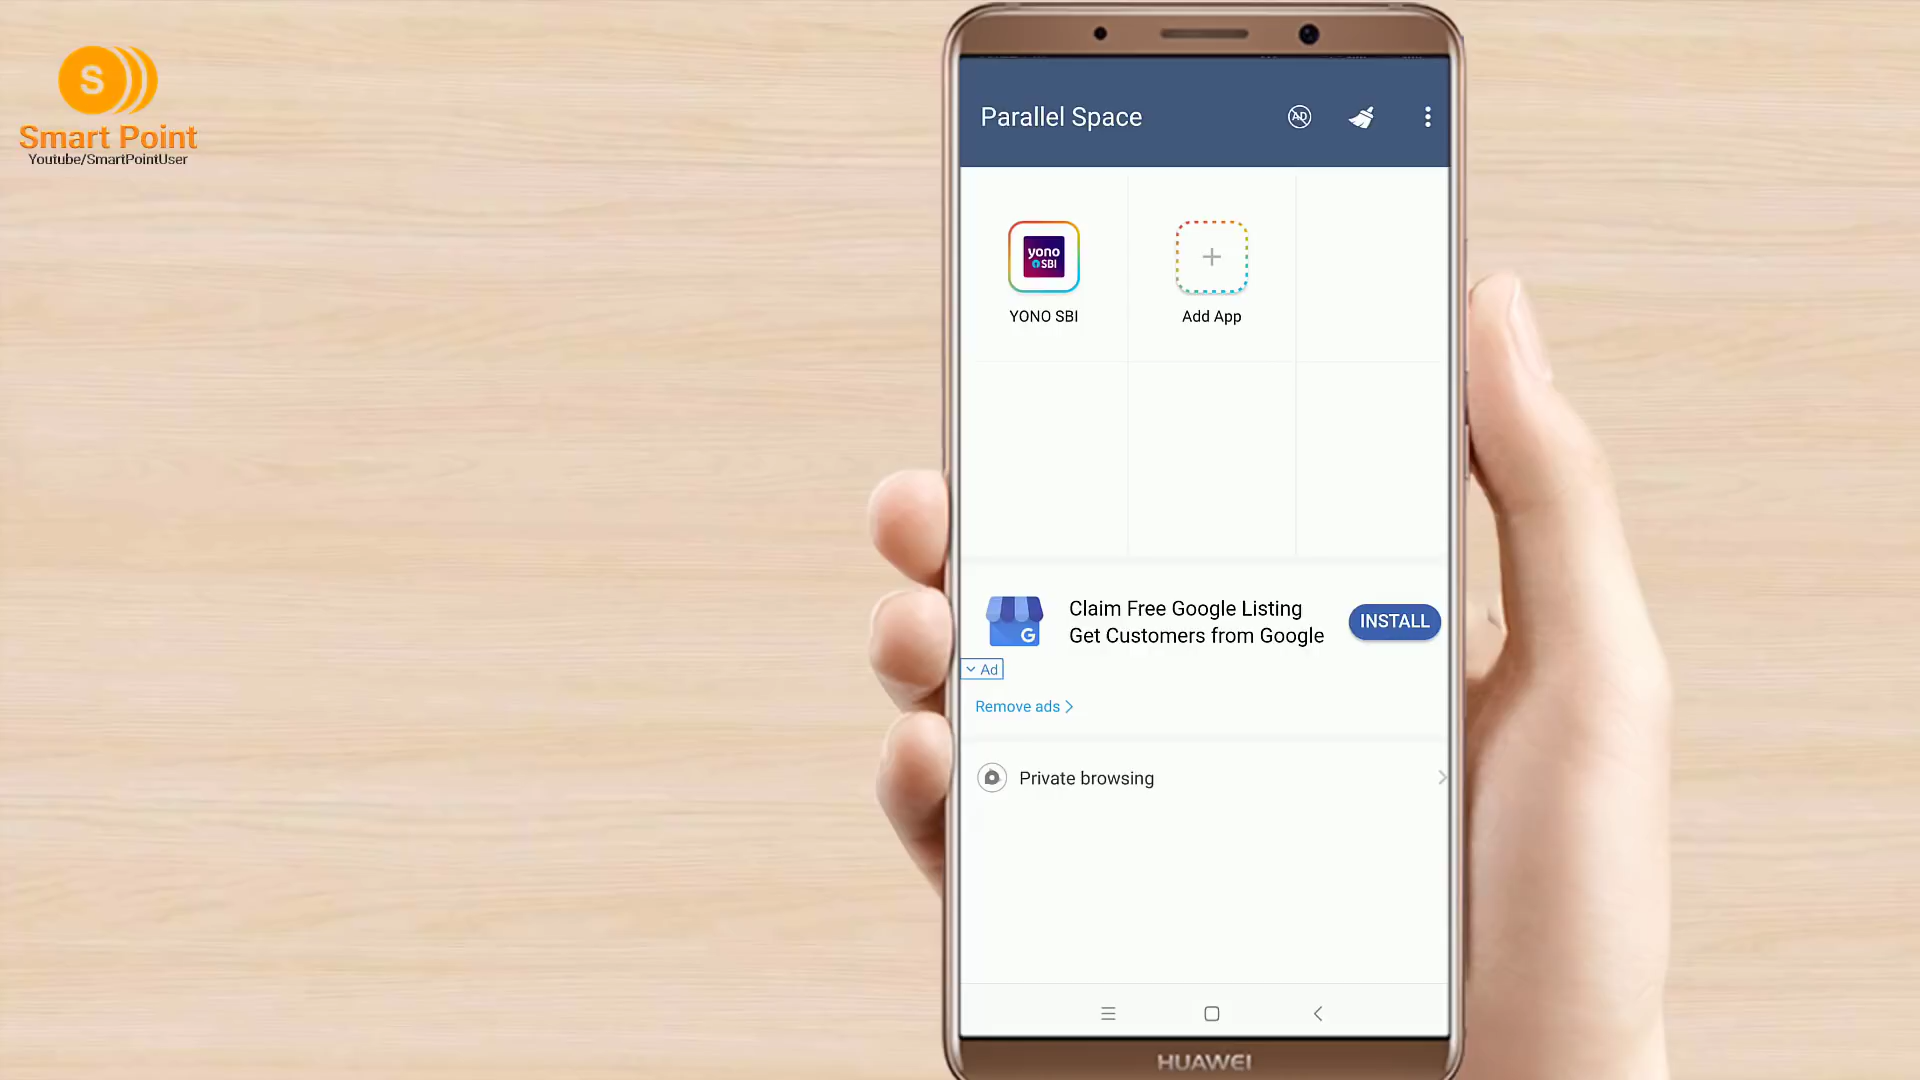 S
Smart Point
Youtube/SmartPointUser
Parallel Space
AD
yono
SBI
YONO SBI
Add App
Claim Free Google Listing
Get Customers from Google
INSTALL
G
Ad
Remove ads
Private browsing
HUAWEI